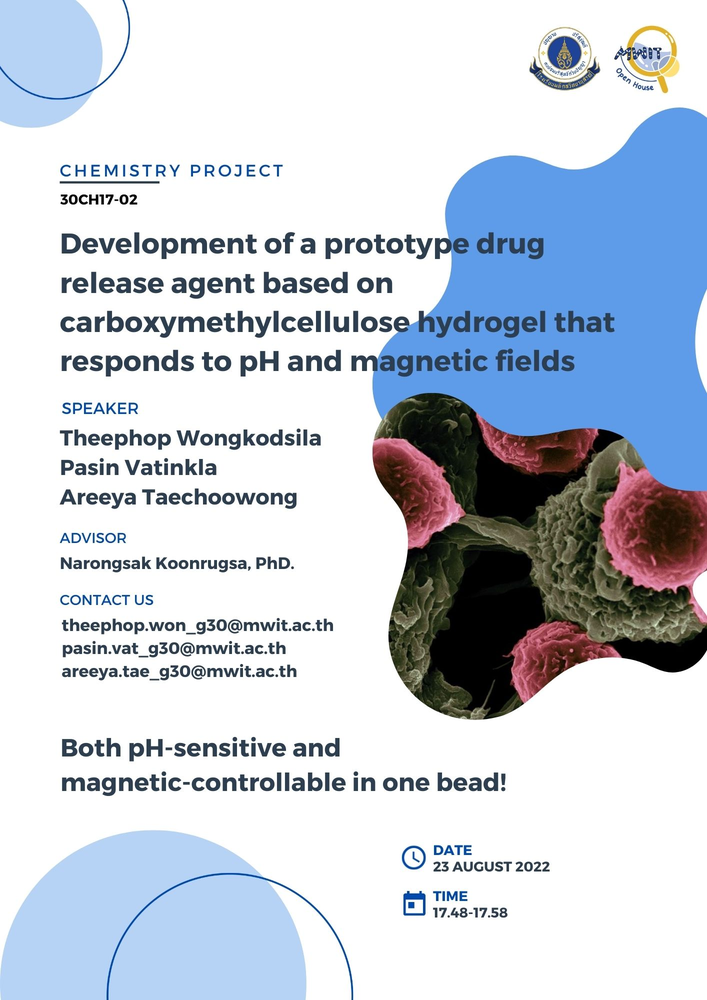 MWIT
Open House
CHEMISTRY PROJECT
30CH17-02
Development of a prototype drug
release agent based on
carboxymethylcellulose hydrogel that
responds to pH and magnetic fields
SPEAKER
Theephop Wongkodsila
Pasin Vatinkla
Areeya Taechoowong
ADVISOR
Narongsak Koonrugsa, PhD.
CONTACT US
theephop.won_g30@mwit.ac.th
pasin.vat_g30@mwit.ac.th
areeya.tae_g30@mwit.ac.th
Both pH-sensitive and
magnetic-controllable in one bead!
DATE
23 AUGUST 2022
TIME
17.48-17.58